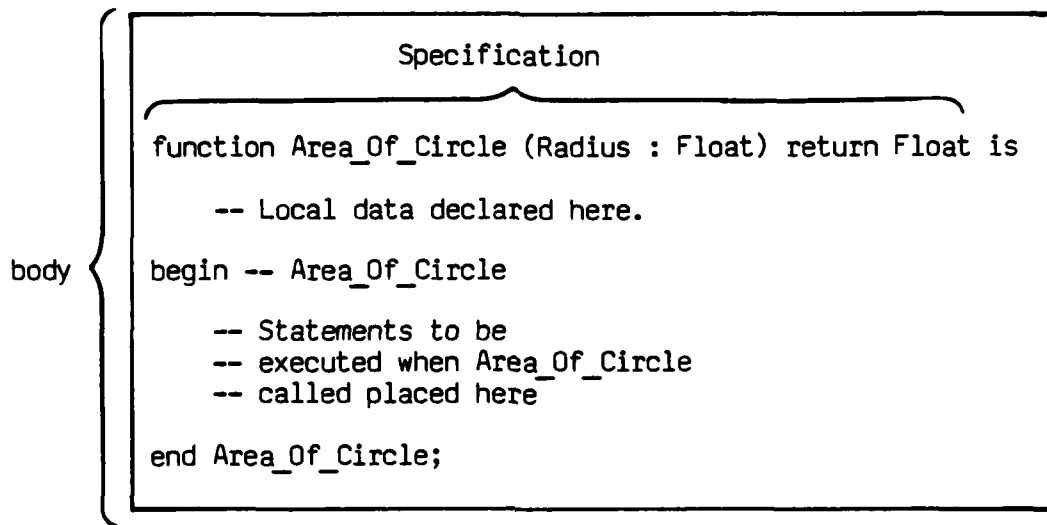 Specification
function Area_Of_Circle (Radius : Float) return Float is
-- Local data declared here.
body
begin -- Area_Of_Circle
-- Statements to be
-- executed when Area_Of_Circle
-- called placed here
end Area_Of_Circle;